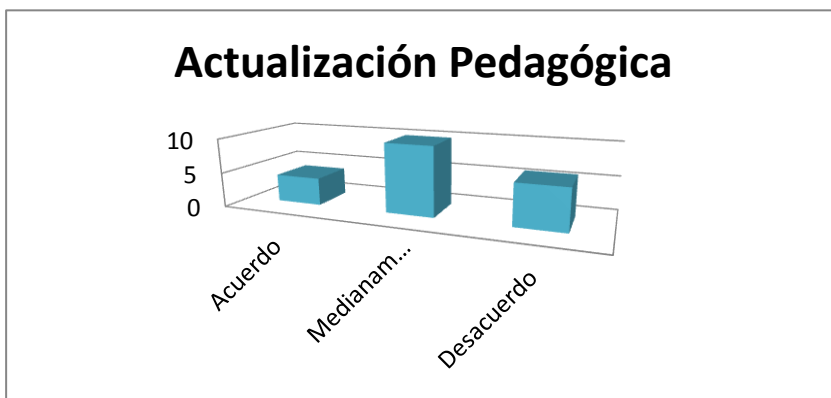 Actualización Pedagógica
10
5
0
Acuerdo
Medianam...
Desacuerdo